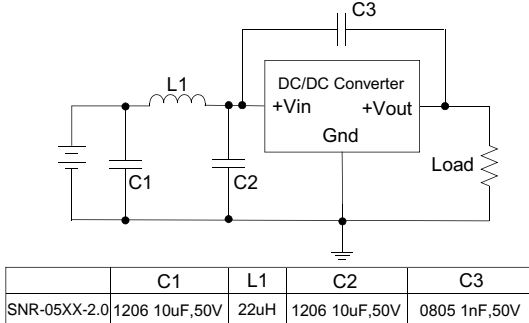 C3
L1
DC/DC Converter
+Vin
+Vout
Gnd
C1
C2
Load
C1 L1 C2 C3
SNR-05XX-2.0 1206 10uF,50V 22uH 1206 10uF,50V 0805 1nF,50V